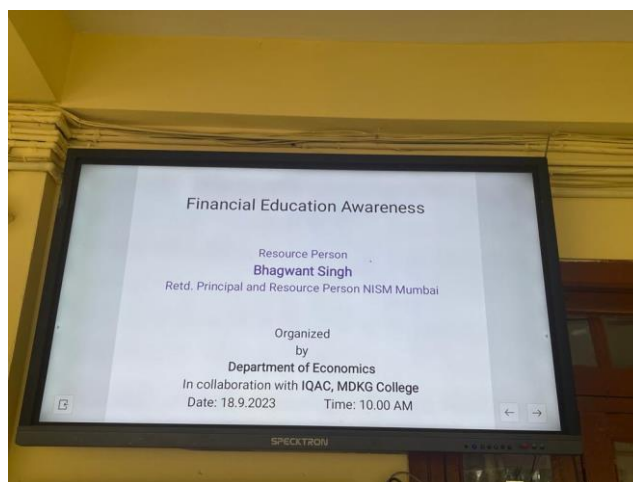 Financial Education Awareness
Resource Person
Bhagwant Singh
Retd. Principal and Resource Person NISM Mumbai
Organized
by
Department of Economics
In collaboration with IQAC, MDKG College
Date: 18.9.2023 Time: 10.00 AM
SPECKTRON